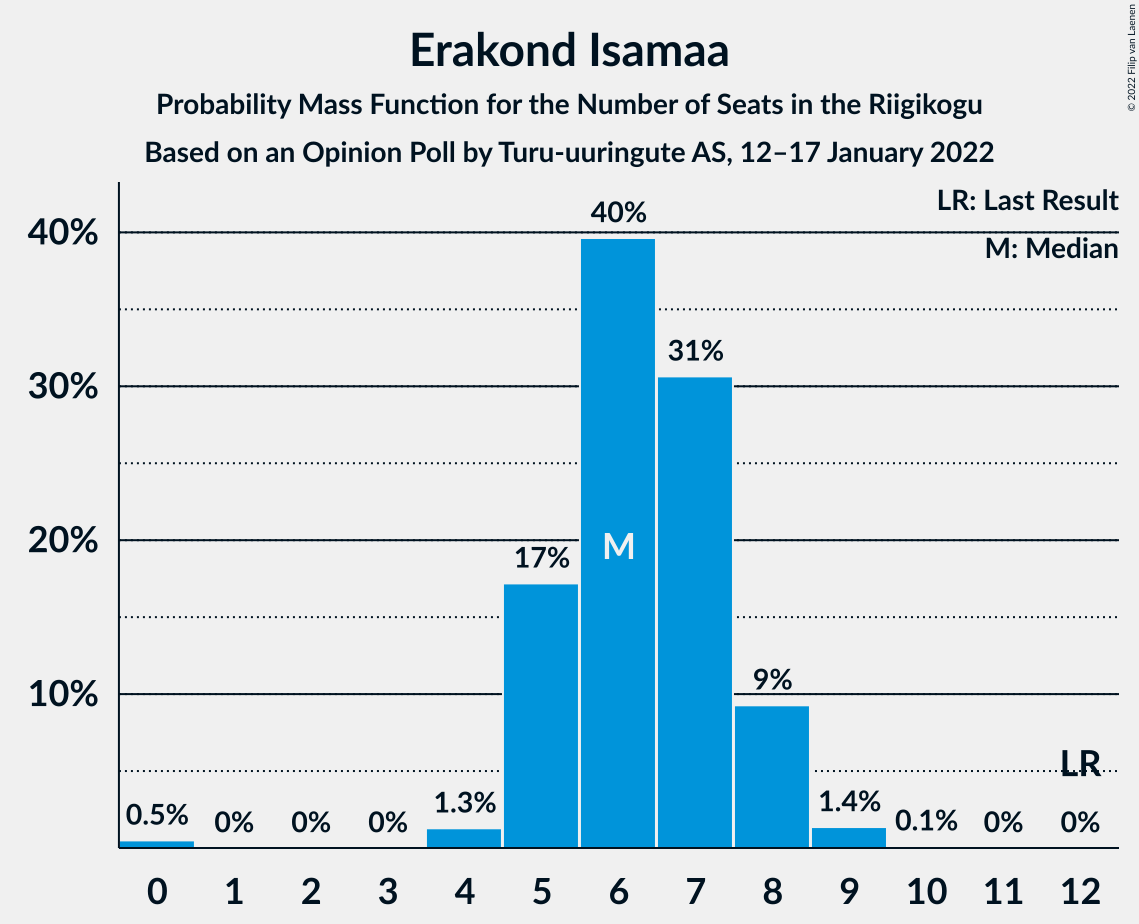 Erakond Isamaa
Probability Mass Function for the Number of Seats in the Riigikogu
Based on an Opinion Poll by Turu-uuringute AS, 12–17 January 2022
© 2022 Filip van Laenen
LR: Last Result
M: Median
40%
30%
20%
10%
0.5%
0%
0%
0%
1.3%
17%
40%
M
31%
9%
1.4%
0.1%
0%
LR
0%
0 1 2 3 4 5 6 7 8 9 10 11 12